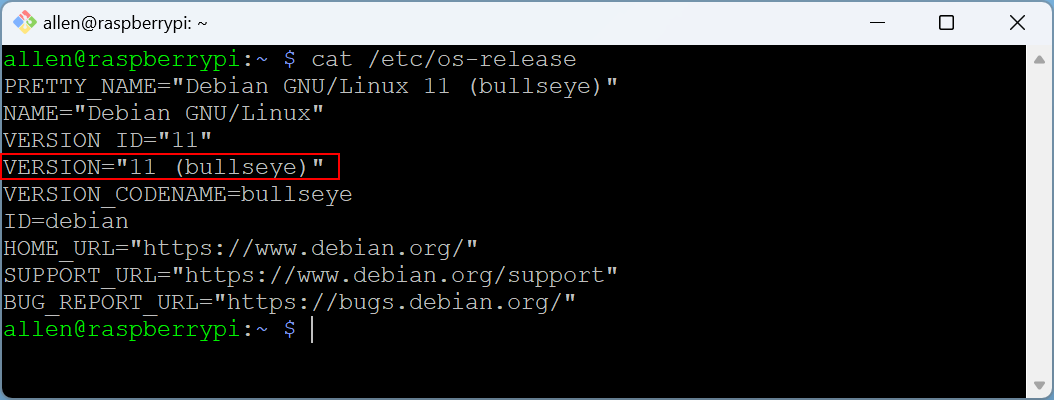 allen@raspberrypi: ~
allen@raspberrypi:~ $ cat /etc/os-release
PRETTY_NAME="Debian GNU/Linux 11 (bullseye)"
NAME="Debian GNU/Linux"
VERSION_ID="11"
VERSION="11 (bullseye)"
VERSION_CODENAME=bullseye
ID=debian
HOME_URL="https://www.debian.org/"
SUPPORT_URL="https://www.debian.org/support"
BUG_REPORT_URL="https://bugs.debian.org/"
allen@raspberrypi:~ $